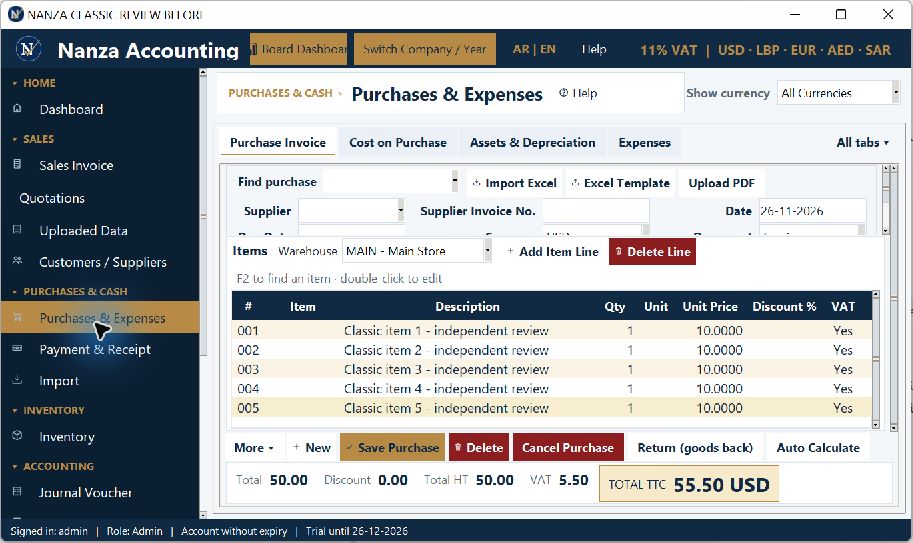 NANZA CLASSIC REVIEW BEFORE
N Nanza Accounting Board Dashboar Switch Company / Year AR | EN Help 11% VAT | USD · LBP · EUR · AED · SAR
HOME
Dashboard
SALES
Sales Invoice
Quotations
Uploaded Data
Customers / Suppliers
PURCHASES & CASH
Purchases & Expenses
Payment & Receipt
Import
INVENTORY
Inventory
ACCOUNTING
Journal Voucher
PURCHASES & CASH › Purchases & Expenses Help Show currency All Currencies
Purchase Invoice Cost on Purchase Assets & Depreciation Expenses All tabs
Find purchase Import Excel Excel Template Upload PDF
Supplier Supplier Invoice No. Date 26-11-2026
Items Warehouse MAIN - Main Store + Add Item Line Delete Line
F2 to find an item · double-click to edit
# Item Description Qty Unit Unit Price Discount % VAT
001 Classic item 1 - independent review 1 10.0000 Yes
002 Classic item 2 - independent review 1 10.0000 Yes
003 Classic item 3 - independent review 1 10.0000 Yes
004 Classic item 4 - independent review 1 10.0000 Yes
005 Classic item 5 - independent review 1 10.0000 Yes
More + New Save Purchase Delete Cancel Purchase Return (goods back) Auto Calculate
Total 50.00 Discount 0.00 Total HT 50.00 VAT 5.50 TOTAL TTC 55.50 USD
Signed in: admin | Role: Admin | Account without expiry | Trial until 26-12-2026